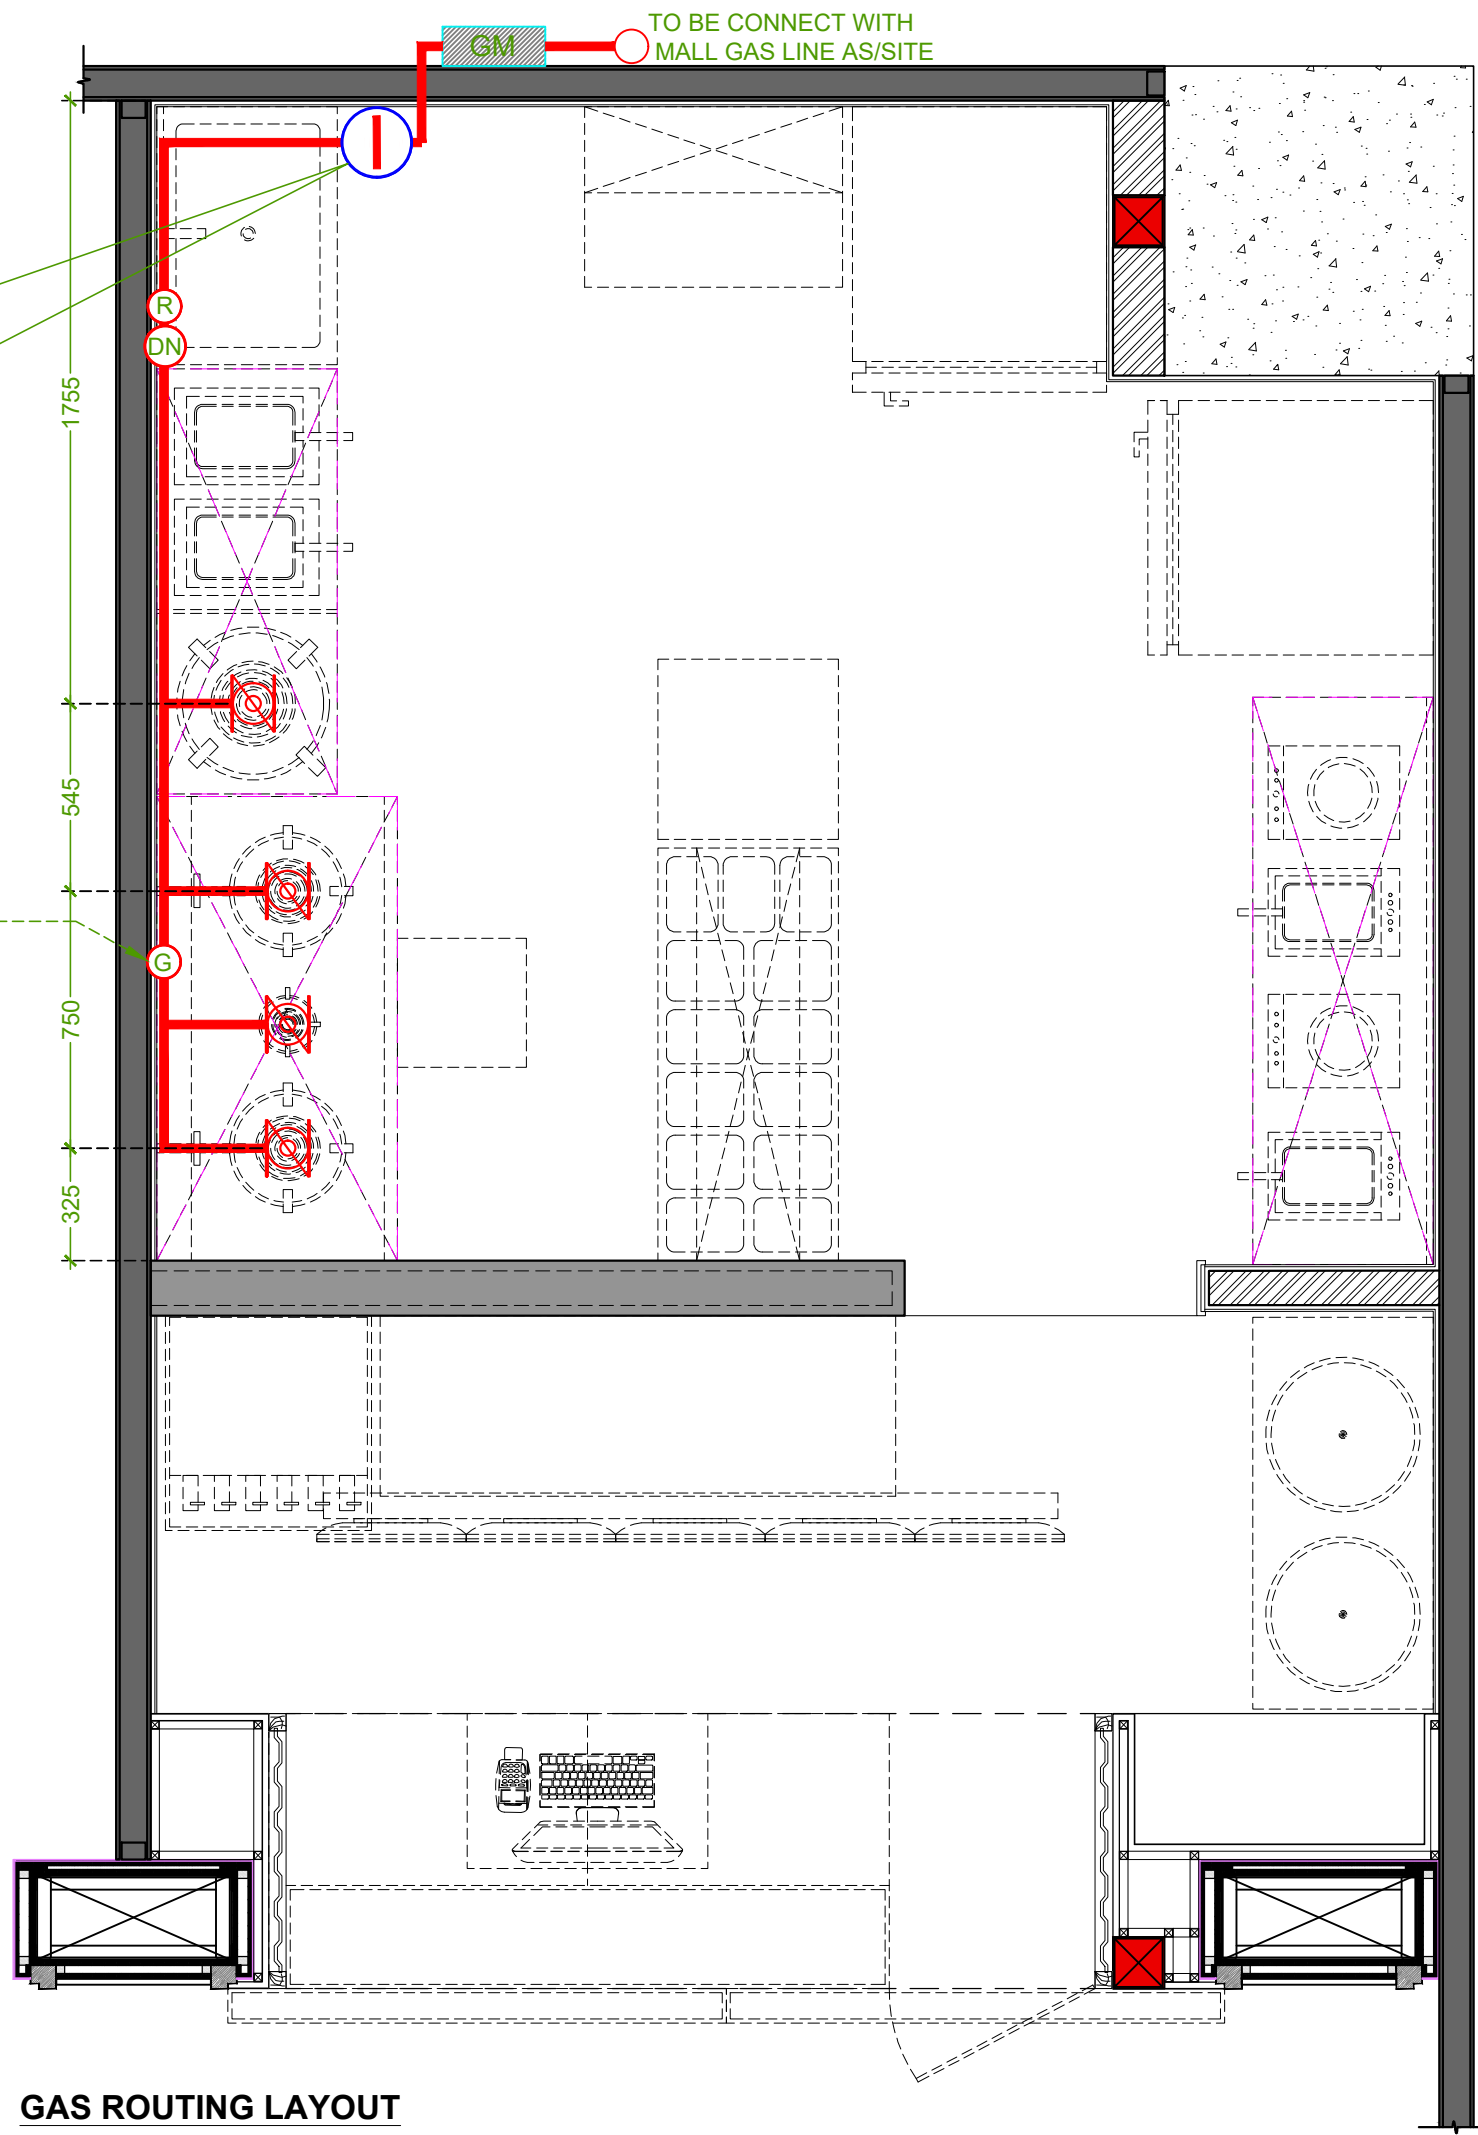 TO BE CONNECT WITH
MALL GAS LINE AS/SITE
GM
R
DN
1755
545
G
750
325
GAS ROUTING LAYOUT